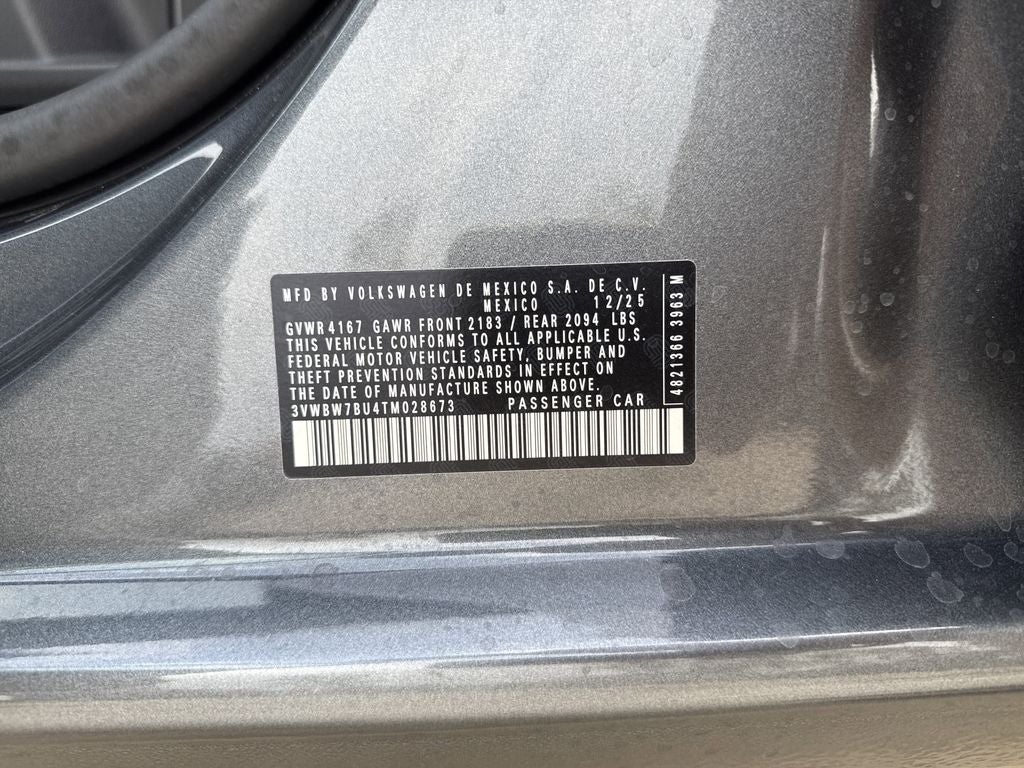 MFD BY VOLKSWAGEN DE MEXICO S.A. DE C.V.
MEXICO 12/25
GVWR 4167 GAWR FRONT 2183 / REAR 2094 LBS
THIS VEHICLE CONFORMS TO ALL APPLICABLE U.S.
FEDERAL MOTOR VEHICLE SAFETY, BUMPER AND
THEFT PREVENTION STANDARDS IN EFFECT ON
THE DATE OF MANUFACTURE SHOWN ABOVE.
3VWBW7BU4TM028673 PASSENGER CAR
4821366 3963 M